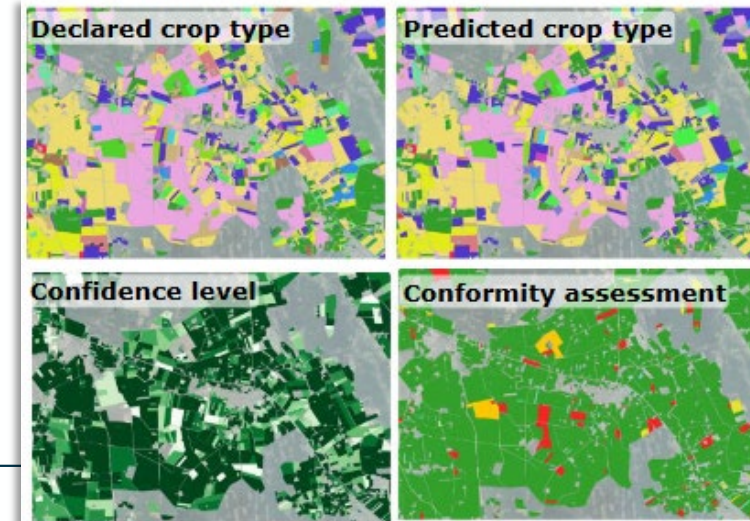 Declared crop type
Predicted crop type
Confidence level
Conformity assessment